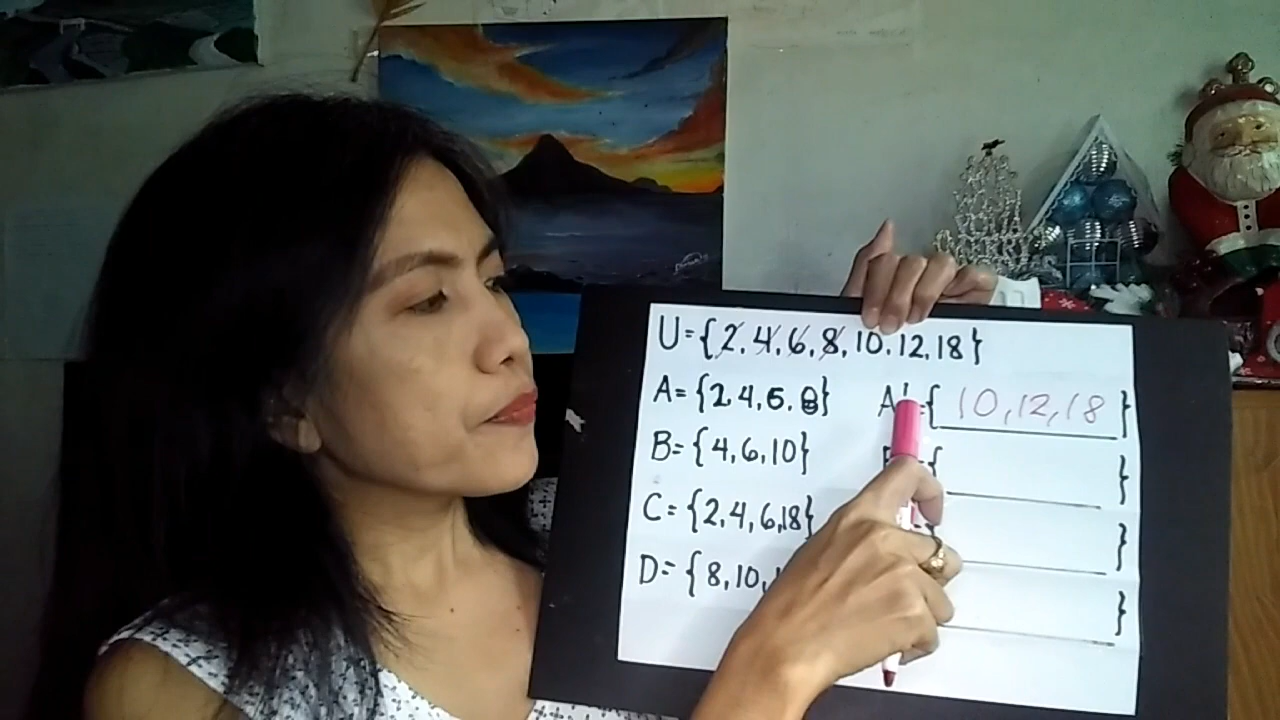 U={2,4,6,8,10,12,18}
A={2,4,6,8} A'={10,12,18}
B={4,6,10} ={ }
C={2,4,6,18} }
D={8,10, }